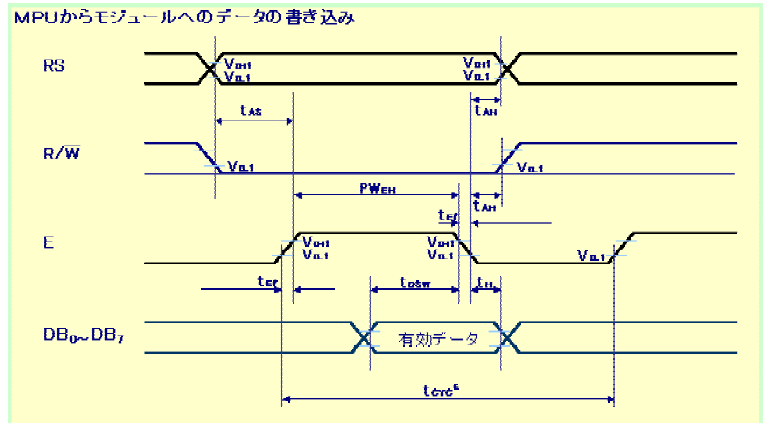 MPUからモジュールへのデータの書き込み
RS
VIH1
VIL1
VIH1
VIL1
tAS
tAH
R/W
VIL1
VIL1
PWEH
tAH
tEf
E
VIH1
VIL1
VIH1
VIL1
VIL1
tEr
tDSW
tH
DB0~DB7
有効データ
tCYCE